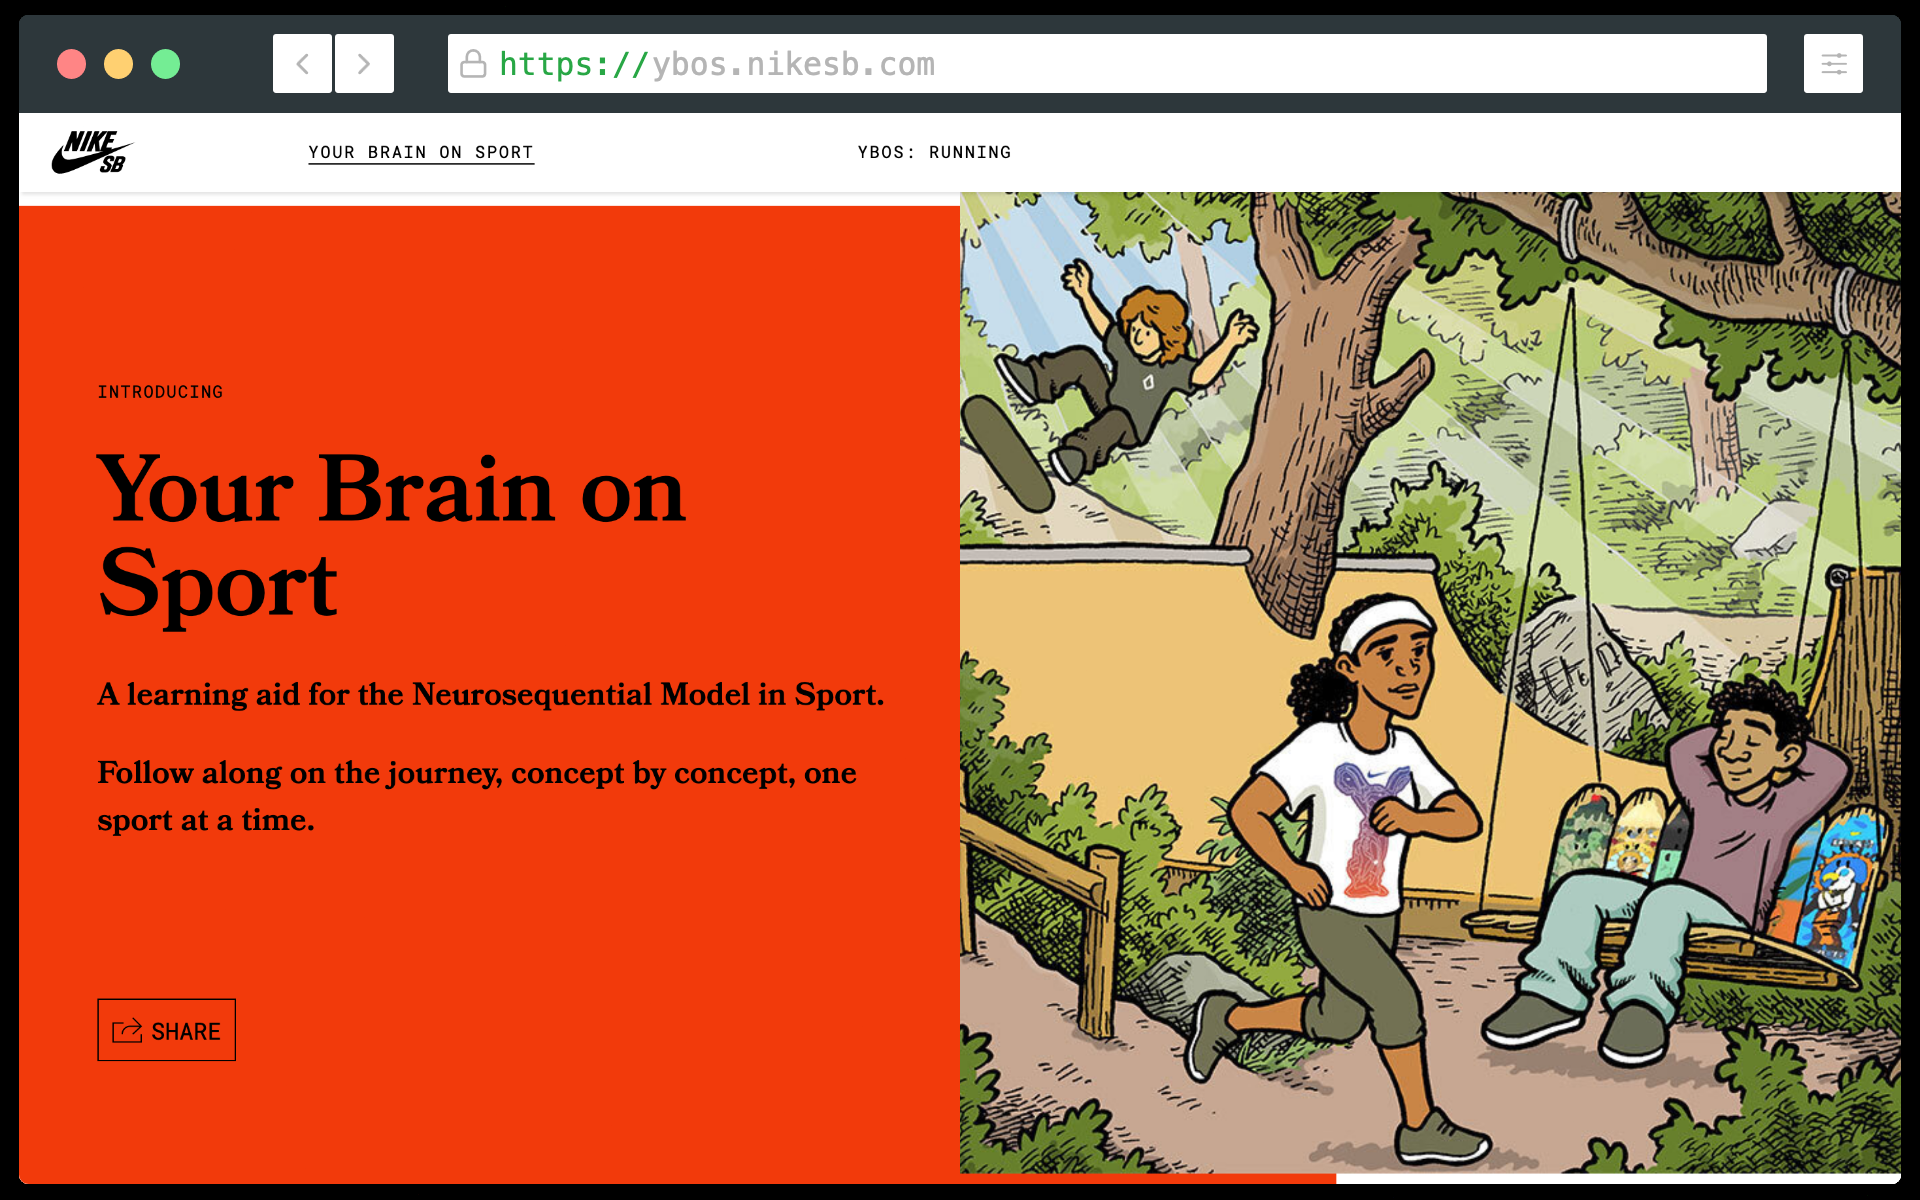 https://ybos.nikesb.com
NIKE
SB
YOUR BRAIN ON SPORT
YBOS: RUNNING
INTRODUCING
Your Brain on
Sport
A learning aid for the Neurosequential Model in Sport.
Follow along on the journey, concept by concept, one
sport at a time.
SHARE